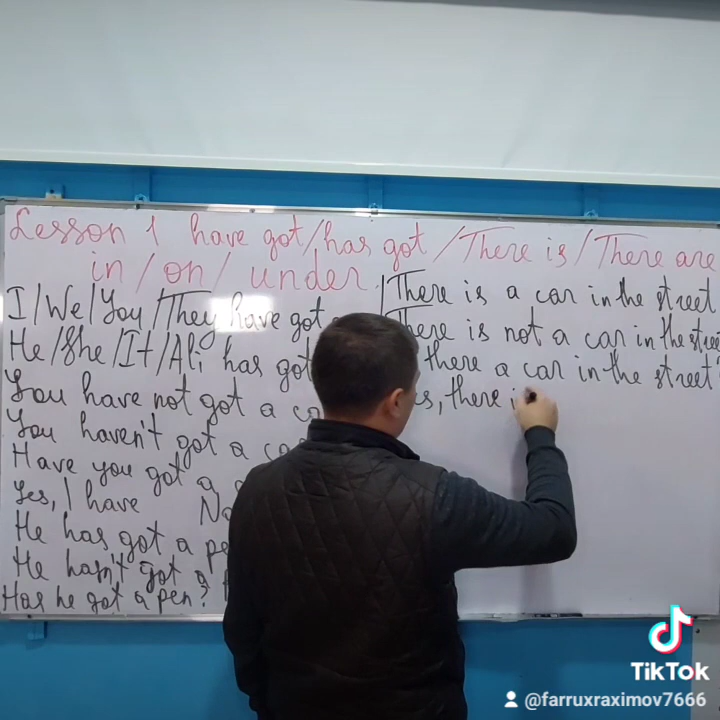 Lesson 1 have got/has got/There is/There are
in/on/under
I/We/You/They have got
He/She/It/Ali has got
You have not got a
You haven't got a
Have you got a
Yes, I have No
He has got a pen
He hasn't got a
Has he got a pen?
There is a car in the street
There is not a car in the
there a car in the street?
there
TikTok
@farruxraximov7666